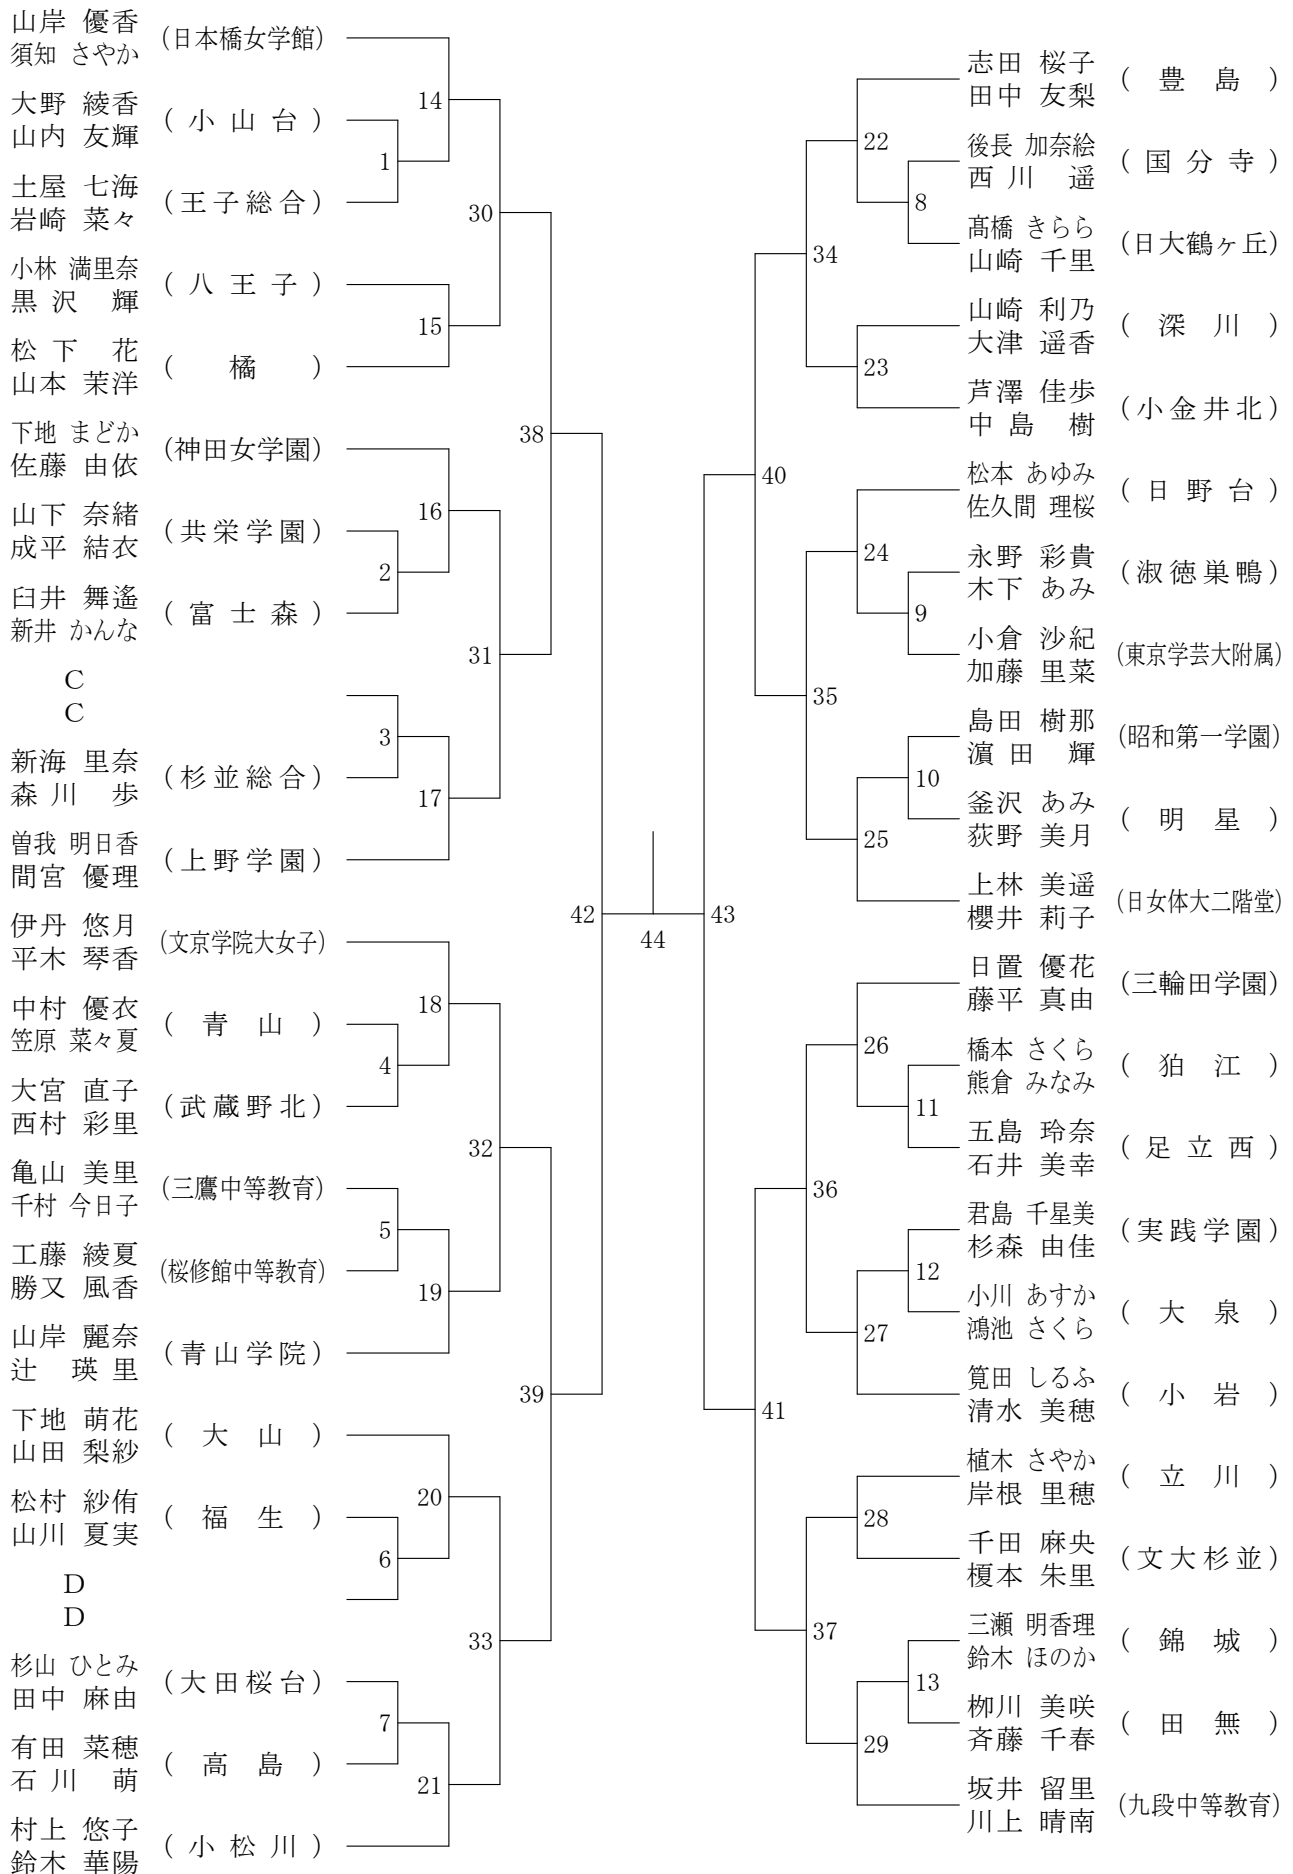 山岸 優香
須知 さやか
(日本橋女学館)
大野 綾香
山内 友輝
(小山台)
土屋 七海
岩崎 菜々
(王子総合)
小林 満里奈
黒沢 輝
(八王子)
松下 花
山本 茉洋
(橘)
下地 まどか
佐藤 由依
(神田女学園)
山下 奈緒
成平 結衣
(共栄学園)
臼井 舞遙
新井 かんな
(富士森)
C
C
新海 里奈
森川 歩
(杉並総合)
曽我 明日香
間宮 優理
(上野学園)
伊丹 悠月
平木 琴香
(文京学院大女子)
中村 優衣
笠原 菜々夏
(青山)
大宮 直子
西村 彩里
(武蔵野北)
亀山 美里
千村 今日子
(三鷹中等教育)
工藤 綾夏
勝又 風香
(桜修館中等教育)
山岸 麗奈
辻 瑛里
(青山学院)
下地 萌花
山田 梨紗
(大山)
松村 紗侑
山川 夏実
(福生)
D
D
杉山 ひとみ
田中 麻由
(大田桜台)
有田 菜穂
石川 萌
(高島)
村上 悠子
鈴木 華陽
(小松川)
1
2
3
4
5
6
7
14
15
16
17
18
19
20
21
30
31
32
33
38
39
42
44
43
40
41
34
35
36
37
22
23
24
25
26
27
28
29
8
9
10
11
12
13
志田 桜子
田中 友梨
(豊島)
後長 加奈絵
西川 遥
(国分寺)
髙橋 きらら
山崎 千里
(日大鶴ヶ丘)
山崎 利乃
大津 遥香
(深川)
芦澤 佳歩
中島 樹
(小金井北)
松本 あゆみ
佐久間 理桜
(日野台)
永野 彩貴
木下 あみ
(淑徳巣鴨)
小倉 沙紀
加藤 里菜
(東京学芸大附属)
島田 樹那
濵田 輝
(昭和第一学園)
釜沢 あみ
荻野 美月
(明星)
上林 美遥
櫻井 莉子
(日女体大二階堂)
日置 優花
藤平 真由
(三輪田学園)
橋本 さくら
熊倉 みなみ
(狛江)
五島 玲奈
石井 美幸
(足立西)
君島 千星美
杉森 由佳
(実践学園)
小川 あすか
鴻池 さくら
(大泉)
筧田 しるふ
清水 美穂
(小岩)
植木 さやか
岸根 里穂
(立川)
千田 麻央
榎本 朱里
(文大杉並)
三瀬 明香理
鈴木 ほのか
(錦城)
栁川 美咲
斉藤 千春
(田無)
坂井 留里
川上 晴南
(九段中等教育)